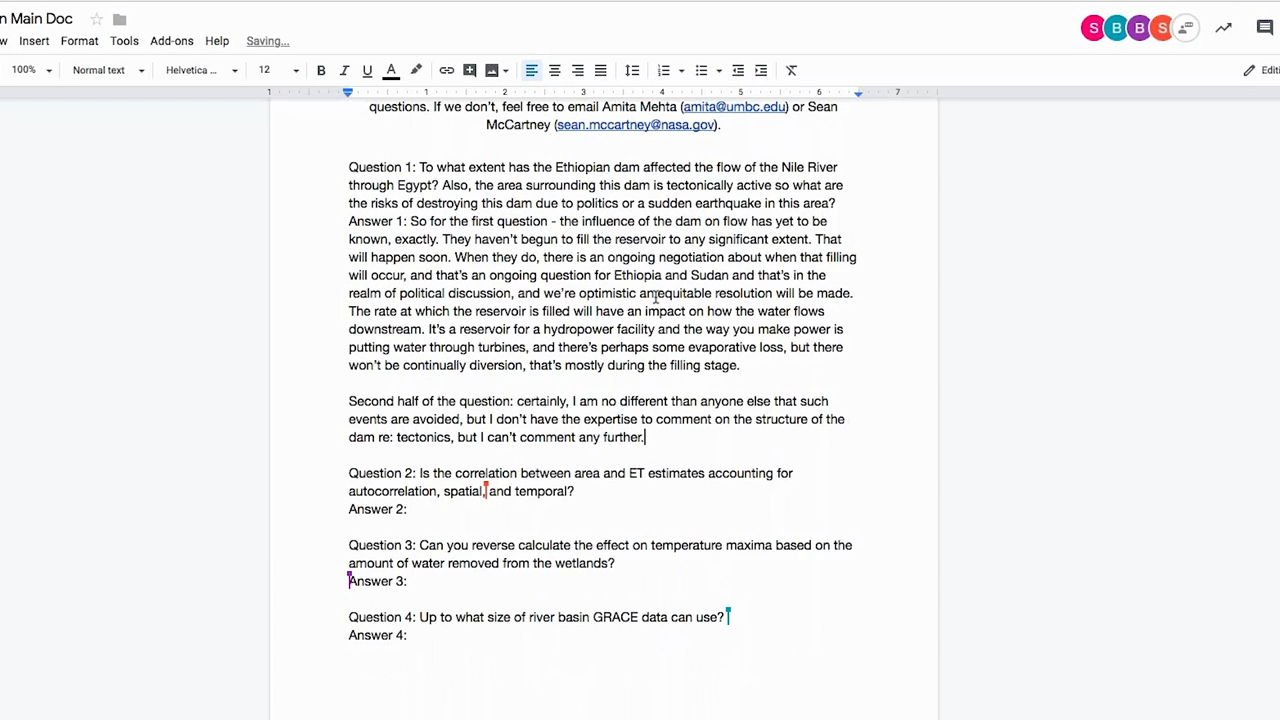 n Main Doc
S B B S
w Insert Format Tools Add-ons Help Saving...
100% Normal text Helvetica ... 12 B I U A Editi
1 1 2 3 4 5 6 7
questions. If we don't, feel free to email Amita Mehta (amita@umbc.edu) or Sean
McCartney (sean.mccartney@nasa.gov).
Question 1: To what extent has the Ethiopian dam affected the flow of the Nile River
through Egypt? Also, the area surrounding this dam is tectonically active so what are
the risks of destroying this dam due to politics or a sudden earthquake in this area?
Answer 1: So for the first question - the influence of the dam on flow has yet to be
known, exactly. They haven't begun to fill the reservoir to any significant extent. That
will happen soon. When they do, there is an ongoing negotiation about when that filling
will occur, and that's an ongoing question for Ethiopia and Sudan and that's in the
realm of political discussion, and we're optimistic an equitable resolution will be made.
The rate at which the reservoir is filled will have an impact on how the water flows
downstream. It's a reservoir for a hydropower facility and the way you make power is
putting water through turbines, and there's perhaps some evaporative loss, but there
won't be continually diversion, that's mostly during the filling stage.
Second half of the question: certainly, I am no different than anyone else that such
events are avoided, but I don't have the expertise to comment on the structure of the
dam re: tectonics, but I can't comment any further.
Question 2: Is the correlation between area and ET estimates accounting for
autocorrelation, spatial, and temporal?
Answer 2:
Question 3: Can you reverse calculate the effect on temperature maxima based on the
amount of water removed from the wetlands?
Answer 3:
Question 4: Up to what size of river basin GRACE data can use?
Answer 4: